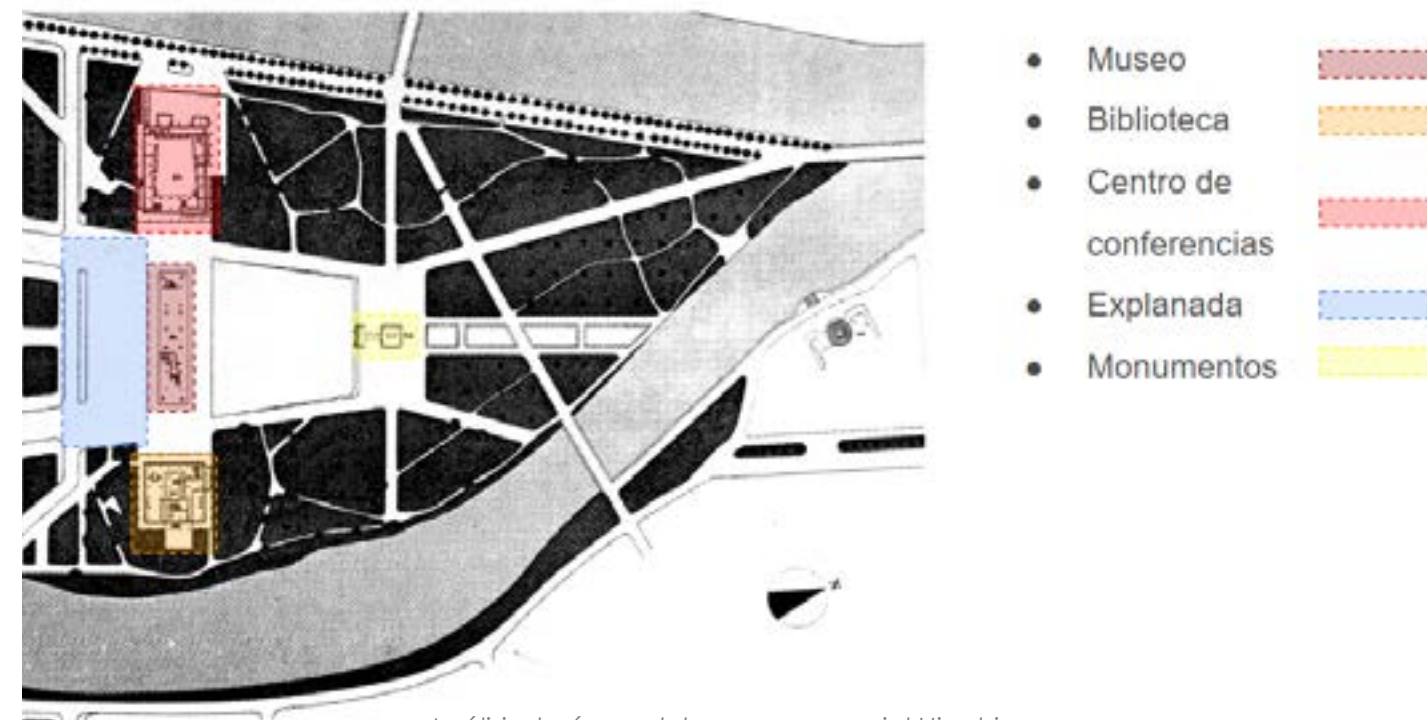 Museo
Biblioteca
Centro de
conferencias
Explanada
Monumentos